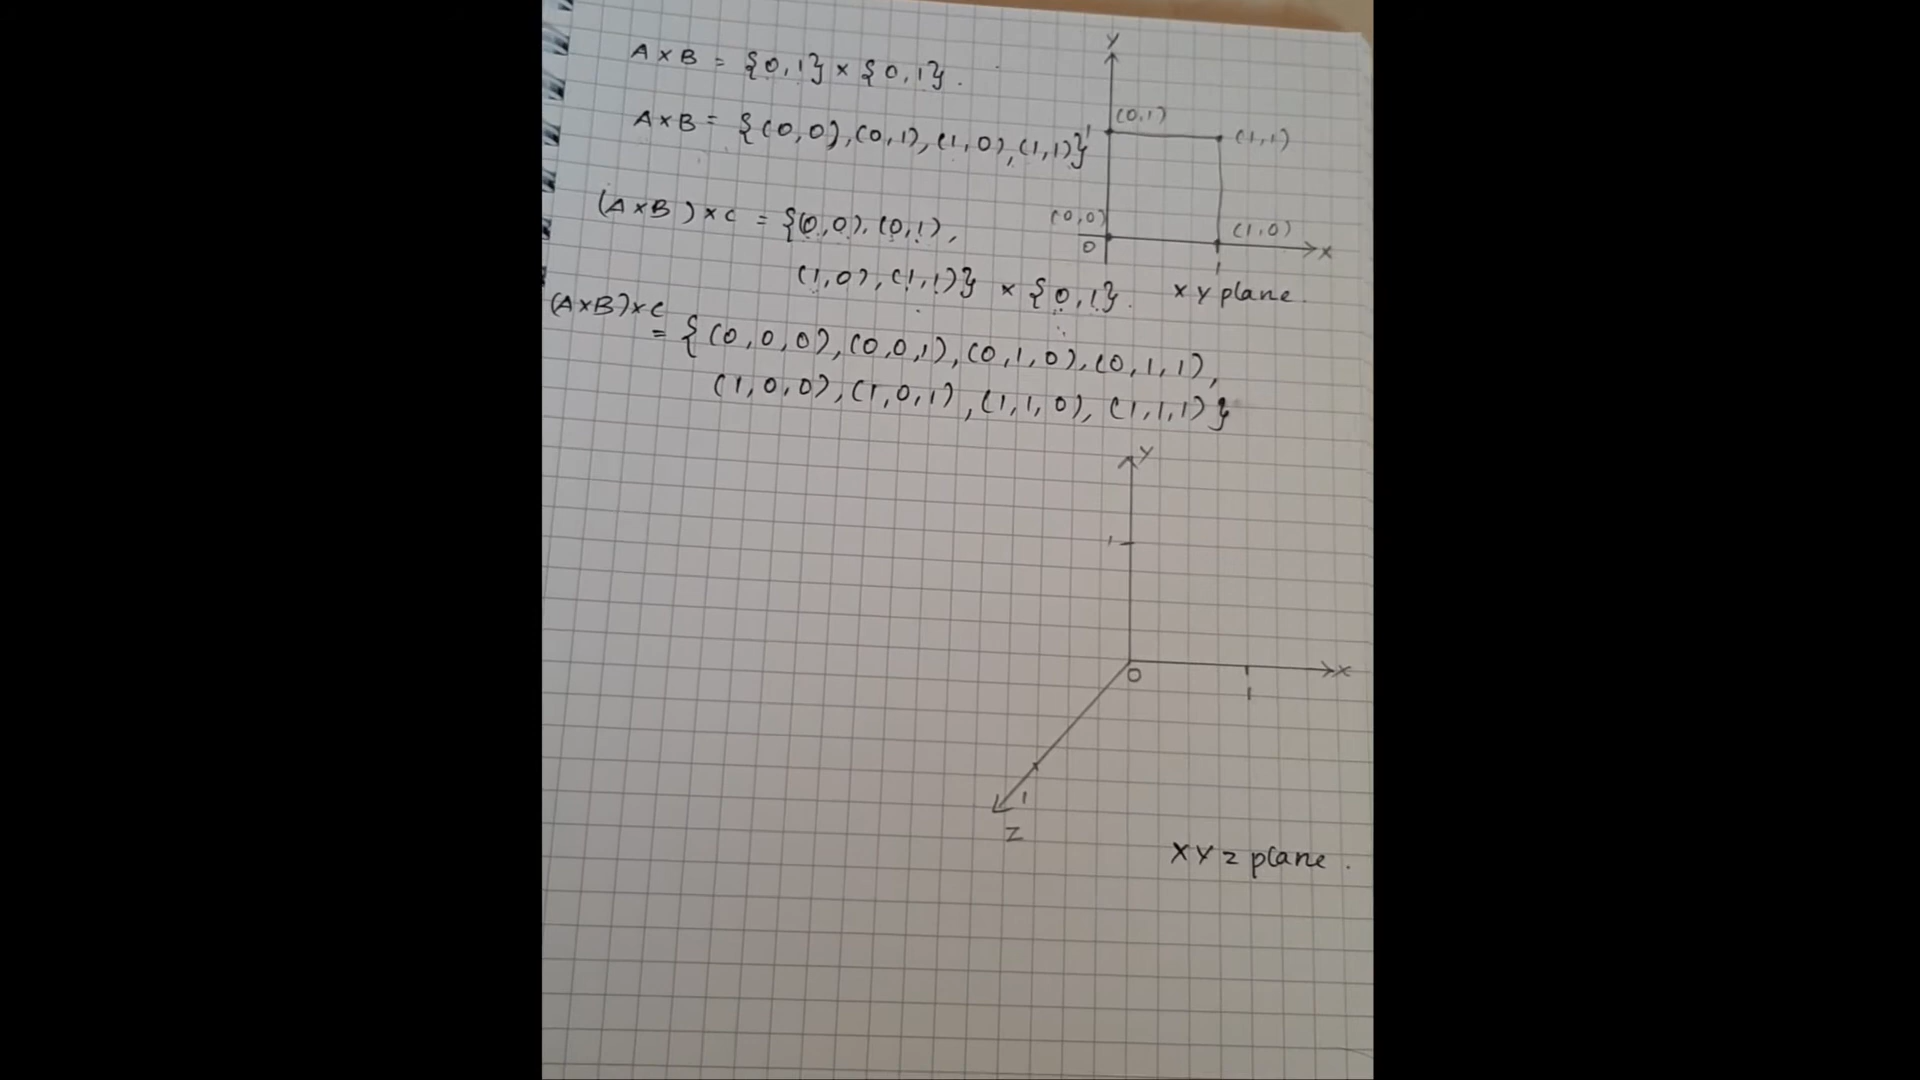 A×B = {0,1} × {0,1}.
A×B = {(0,0),(0,1),(1,0),(1,1)}
(A×B)×C = {(0,0),(0,1),
(1,0),(1,1)} × {0,1}.
(A×B)×C
= {(0,0,0),(0,0,1),(0,1,0),(0,1,1),
(1,0,0),(1,0,1),(1,1,0),(1,1,1)}
Y
(0,1)
1
(1,1)
(0,0)
(1,0)
0
X
1
XY plane.
Y
1
0
X
1
1
Z
XYZ plane.